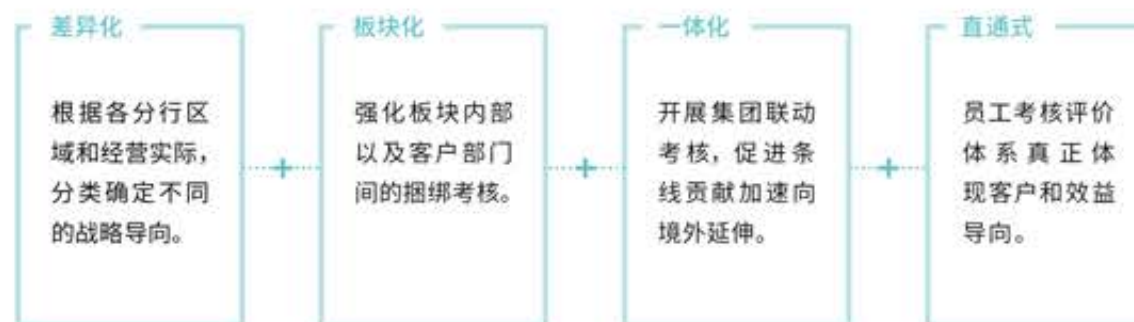 差异化
根据各分行区
域和经营实际，
分类确定不同
的战略导向。
板块化
强化板块内部
以及客户部门
间的捆绑考核。
一体化
开展集团联动
考核，促进条
线贡献加速向
境外延伸。
直通式
员工考核评价
体系真正体
现客户和效益
导向。